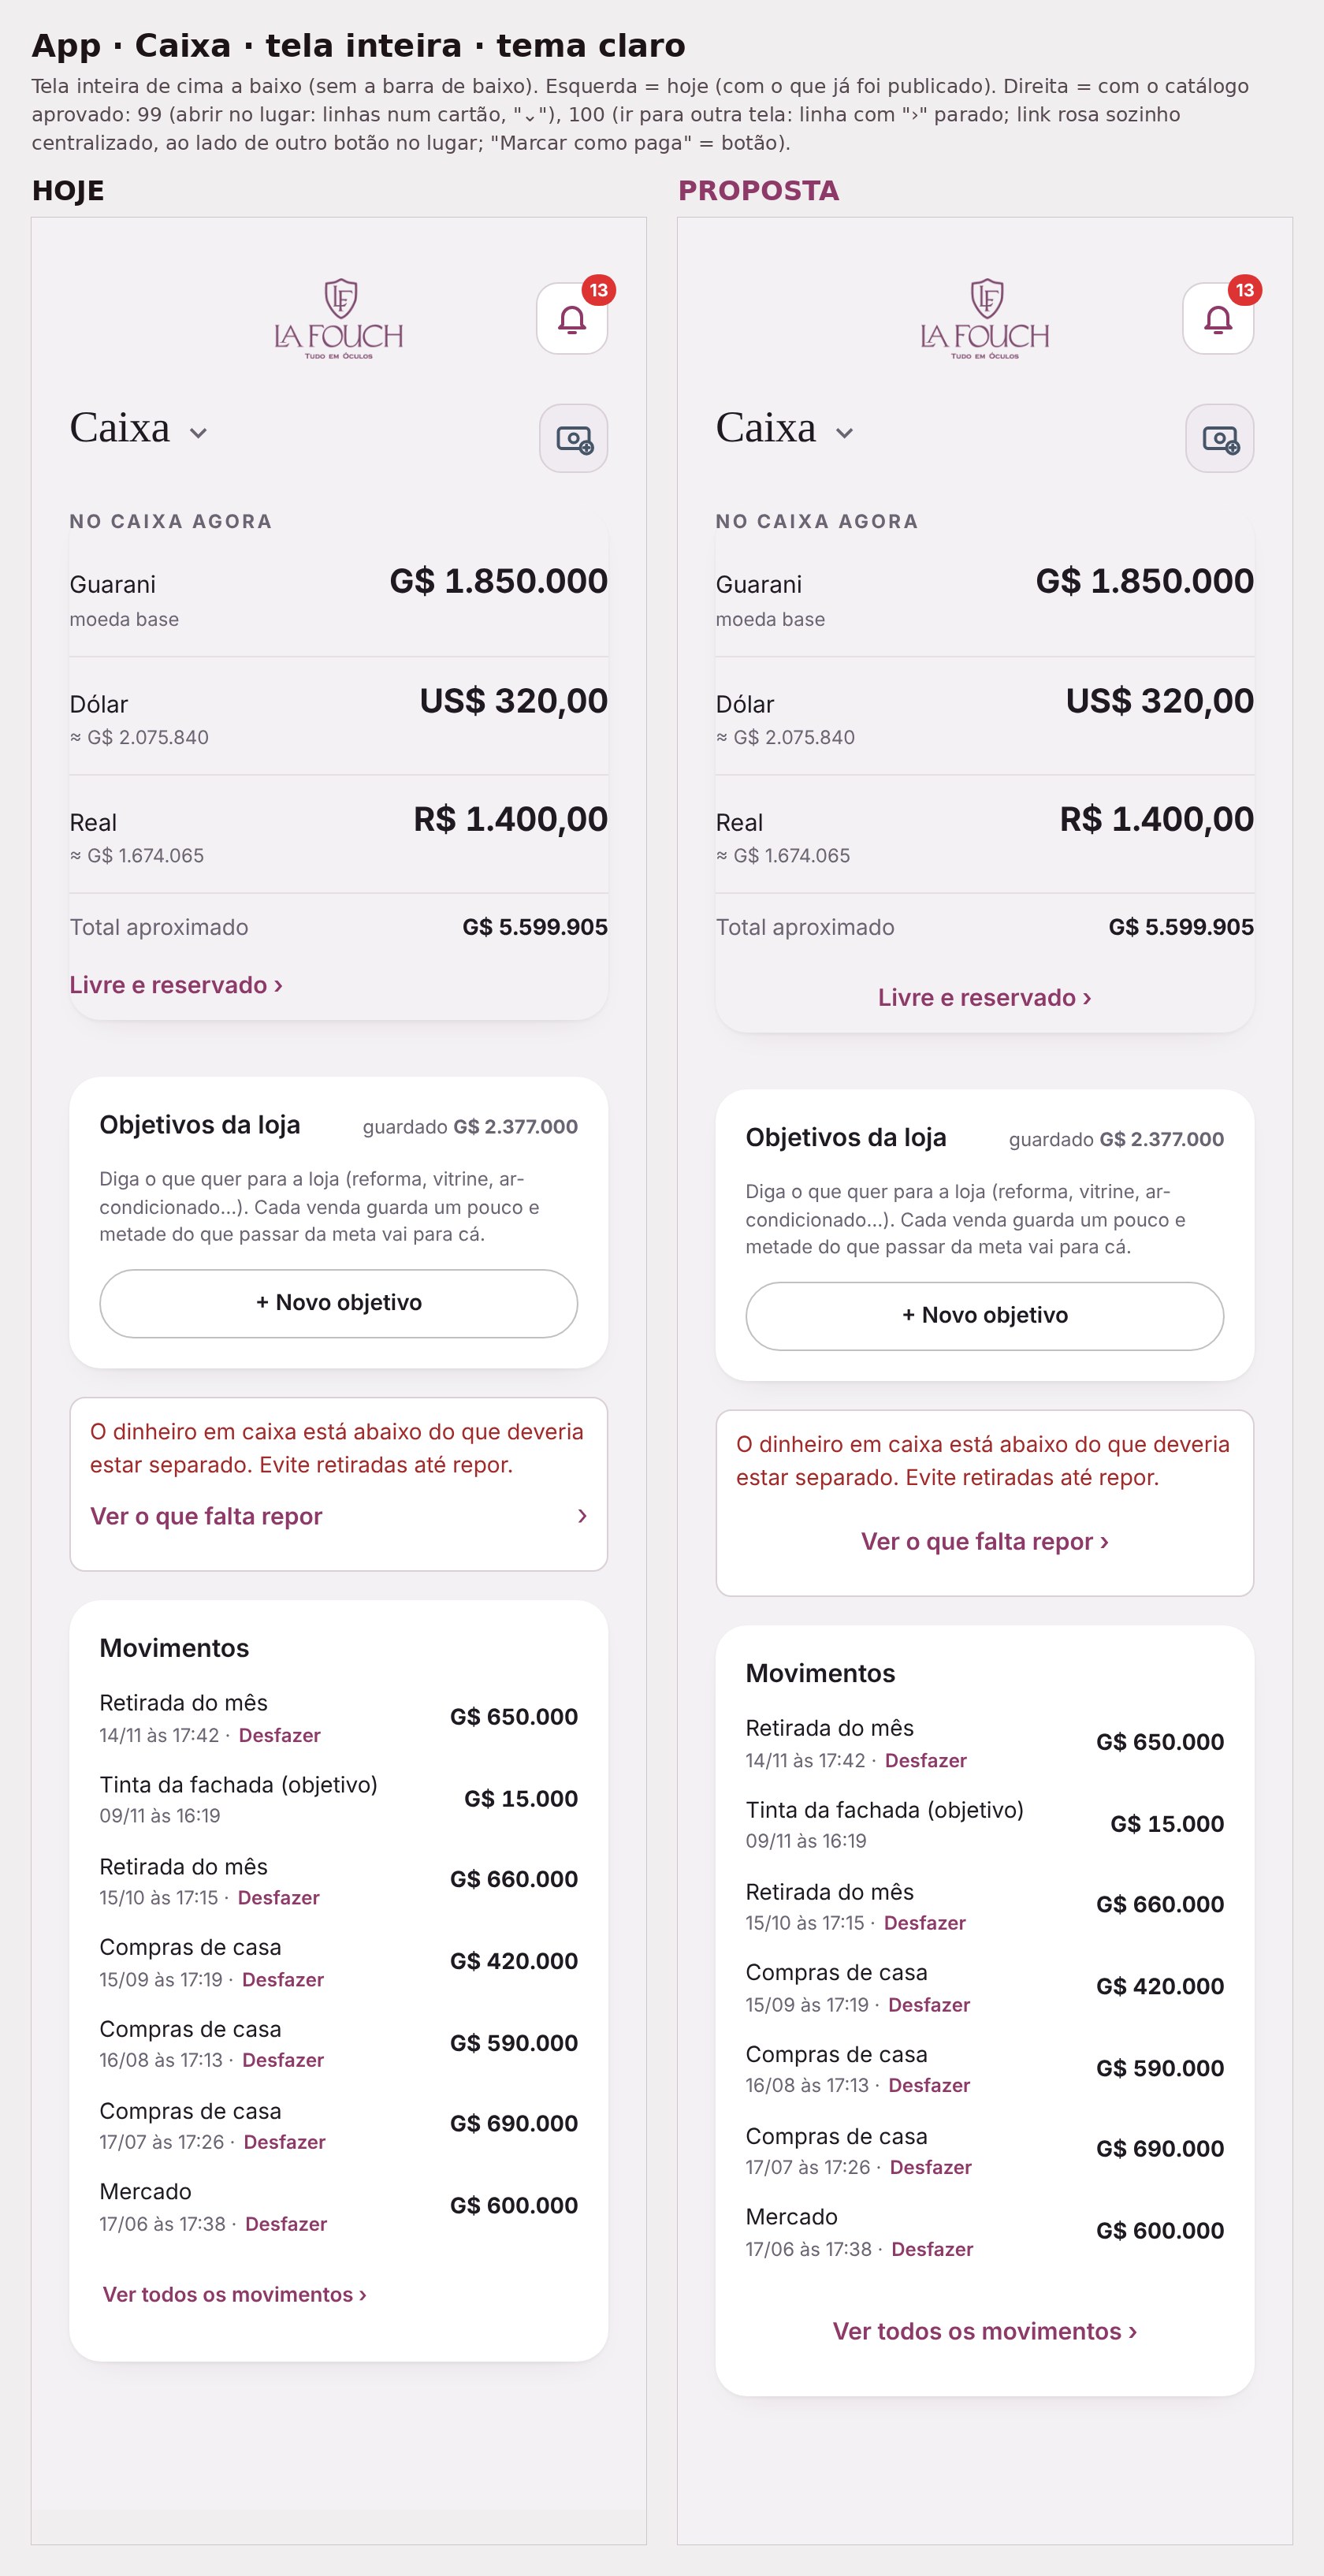 App · Caixa · tela inteira · tema claro
Tela inteira de cima a baixo (sem a barra de baixo). Esquerda = hoje (com o que já foi publicado). Direita = com o catálogo
aprovado: 99 (abrir no lugar: linhas num cartão, "⌄"), 100 (ir para outra tela: linha com "›" parado; link rosa sozinho
centralizado, ao lado de outro botão no lugar; "Marcar como paga" = botão).
HOJE
LF
LA FOUCH
TUDO EM ÓCULOS
13
Caixa
NO CAIXA AGORA
Guarani G$ 1.850.000
moeda base
Dólar US$ 320,00
≈ G$ 2.075.840
Real R$ 1.400,00
≈ G$ 1.674.065
Total aproximado G$ 5.599.905
Livre e reservado ›
Objetivos da loja guardado G$ 2.377.000
Diga o que quer para a loja (reforma, vitrine, ar-
condicionado...). Cada venda guarda um pouco e
metade do que passar da meta vai para cá.
+ Novo objetivo
O dinheiro em caixa está abaixo do que deveria
estar separado. Evite retiradas até repor.
Ver o que falta repor ›
Movimentos
Retirada do mês G$ 650.000
14/11 às 17:42 · Desfazer
Tinta da fachada (objetivo) G$ 15.000
09/11 às 16:19
Retirada do mês G$ 660.000
15/10 às 17:15 · Desfazer
Compras de casa G$ 420.000
15/09 às 17:19 · Desfazer
Compras de casa G$ 590.000
16/08 às 17:13 · Desfazer
Compras de casa G$ 690.000
17/07 às 17:26 · Desfazer
Mercado G$ 600.000
17/06 às 17:38 · Desfazer
Ver todos os movimentos ›
PROPOSTA
LF
LA FOUCH
TUDO EM ÓCULOS
13
Caixa
NO CAIXA AGORA
Guarani G$ 1.850.000
moeda base
Dólar US$ 320,00
≈ G$ 2.075.840
Real R$ 1.400,00
≈ G$ 1.674.065
Total aproximado G$ 5.599.905
Livre e reservado ›
Objetivos da loja guardado G$ 2.377.000
Diga o que quer para a loja (reforma, vitrine, ar-
condicionado...). Cada venda guarda um pouco e
metade do que passar da meta vai para cá.
+ Novo objetivo
O dinheiro em caixa está abaixo do que deveria
estar separado. Evite retiradas até repor.
Ver o que falta repor ›
Movimentos
Retirada do mês G$ 650.000
14/11 às 17:42 · Desfazer
Tinta da fachada (objetivo) G$ 15.000
09/11 às 16:19
Retirada do mês G$ 660.000
15/10 às 17:15 · Desfazer
Compras de casa G$ 420.000
15/09 às 17:19 · Desfazer
Compras de casa G$ 590.000
16/08 às 17:13 · Desfazer
Compras de casa G$ 690.000
17/07 às 17:26 · Desfazer
Mercado G$ 600.000
17/06 às 17:38 · Desfazer
Ver todos os movimentos ›